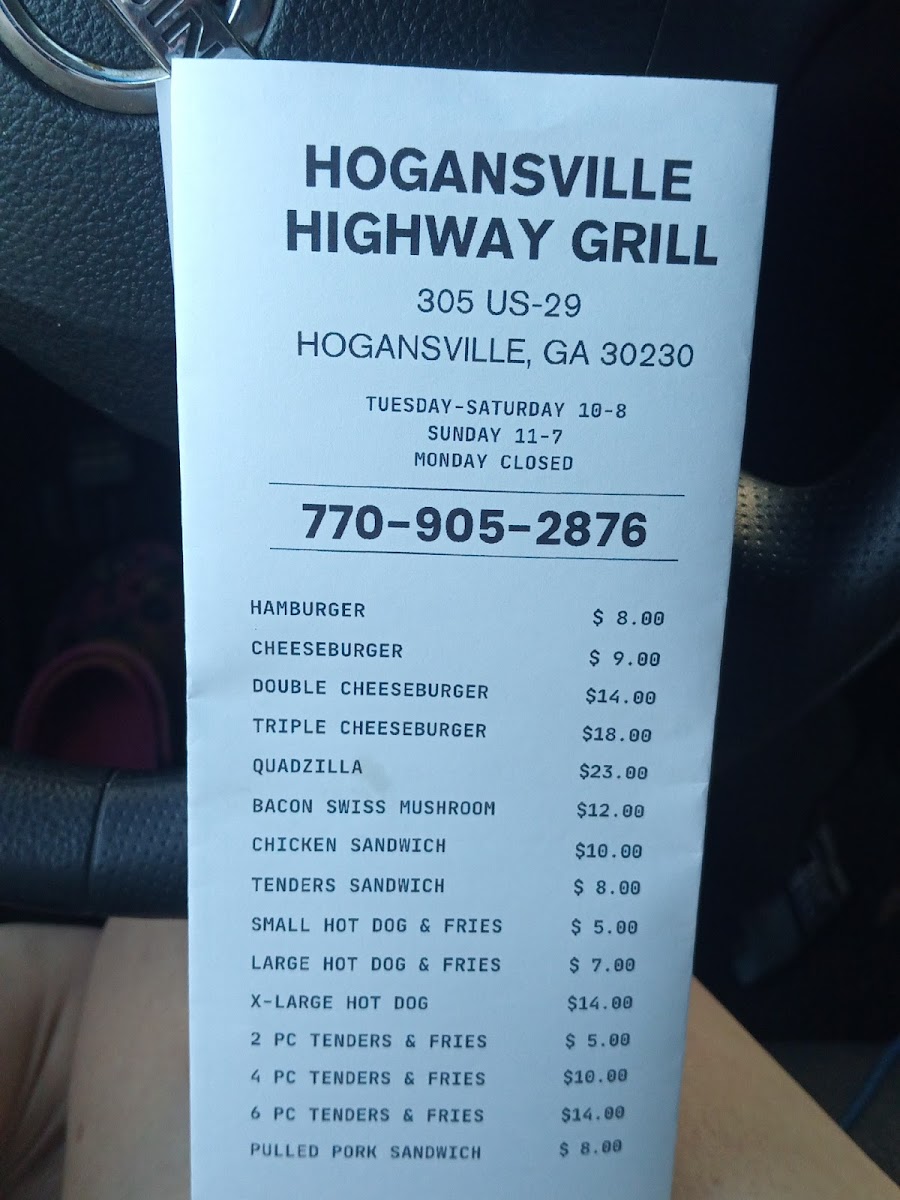 HOGANSVILLE
HIGHWAY GRILL
305 US-29
HOGANSVILLE, GA 30230
TUESDAY-SATURDAY 10-8
SUNDAY 11-7
MONDAY CLOSED
770-905-2876
HAMBURGER $ 8.00
CHEESEBURGER $ 9.00
DOUBLE CHEESEBURGER $14.00
TRIPLE CHEESEBURGER $18.00
QUADZILLA $23.00
BACON SWISS MUSHROOM $12.00
CHICKEN SANDWICH $10.00
TENDERS SANDWICH $ 8.00
SMALL HOT DOG & FRIES $ 5.00
LARGE HOT DOG & FRIES $ 7.00
X-LARGE HOT DOG $14.00
2 PC TENDERS & FRIES $ 5.00
4 PC TENDERS & FRIES $10.00
6 PC TENDERS & FRIES $14.00
PULLED PORK SANDWICH $ 8.00